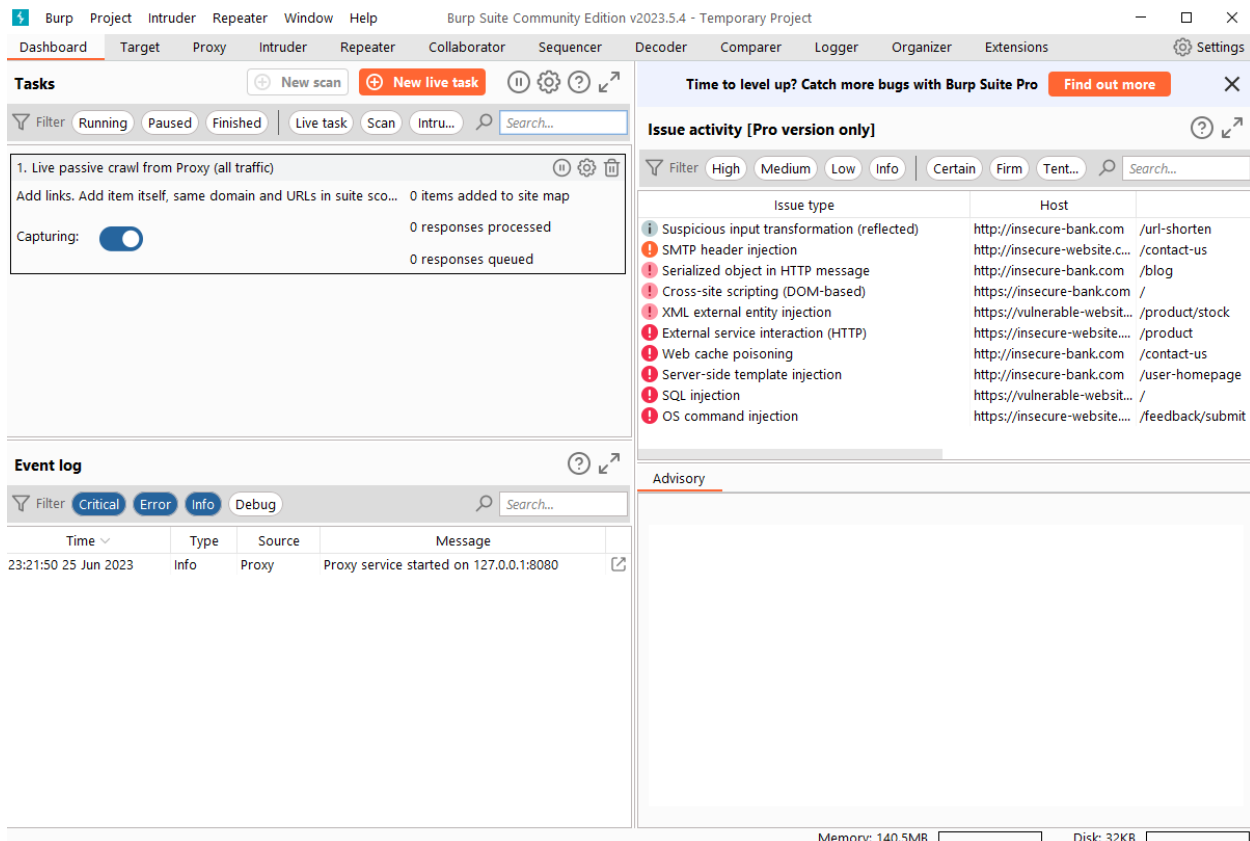 Burp Project Intruder Repeater Window Help Burp Suite Community Edition v2023.5.4 - Temporary Project
Dashboard Target Proxy Intruder Repeater Collaborator Sequencer Decoder Comparer Logger Organizer Extensions Settings
Tasks New scan New live task
Filter Running Paused Finished Live task Scan Intru... Search...
1. Live passive crawl from Proxy (all traffic)
Add links. Add item itself, same domain and URLs in suite sco... 0 items added to site map
0 responses processed
Capturing:
0 responses queued
Event log
Filter Critical Error Info Debug Search...
Time Type Source Message
23:21:50 25 Jun 2023 Info Proxy Proxy service started on 127.0.0.1:8080
Time to level up? Catch more bugs with Burp Suite Pro Find out more
Issue activity [Pro version only]
Filter High Medium Low Info Certain Firm Tent... Search...
Issue type Host
Suspicious input transformation (reflected) http://insecure-bank.com /url-shorten
SMTP header injection http://insecure-website.c... /contact-us
Serialized object in HTTP message http://insecure-bank.com /blog
Cross-site scripting (DOM-based) https://insecure-bank.com /
XML external entity injection https://vulnerable-websit... /product/stock
External service interaction (HTTP) https://insecure-website.... /product
Web cache poisoning http://insecure-bank.com /contact-us
Server-side template injection http://insecure-bank.com /user-homepage
SQL injection https://vulnerable-websit... /
OS command injection https://insecure-website.... /feedback/submit
Advisory
Memory: 140.5MB Disk: 32KB